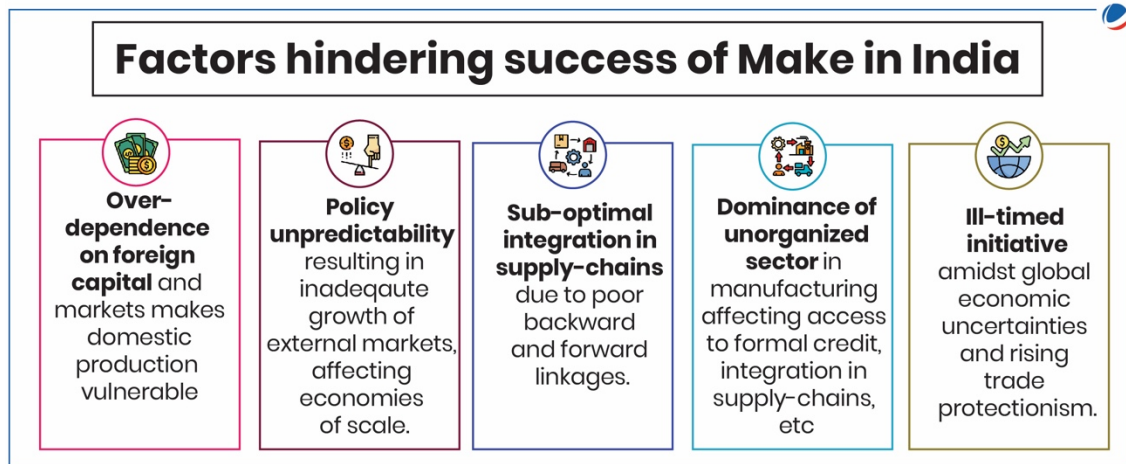 Factors hindering success of Make in India
Over-
dependence
on foreign
capital and
markets makes
domestic
production
vulnerable
Policy
unpredictability
resulting in
inadeqaute
growth of
external markets,
affecting
economies
of scale.
Sub-optimal
integration in
supply-chains
due to poor
backward
and forward
linkages.
Dominance of
unorganized
sector in
manufacturing
affecting access
to formal credit,
integration in
supply-chains,
etc
Ill-timed
initiative
amidst global
economic
uncertainties
and rising
trade
protectionism.